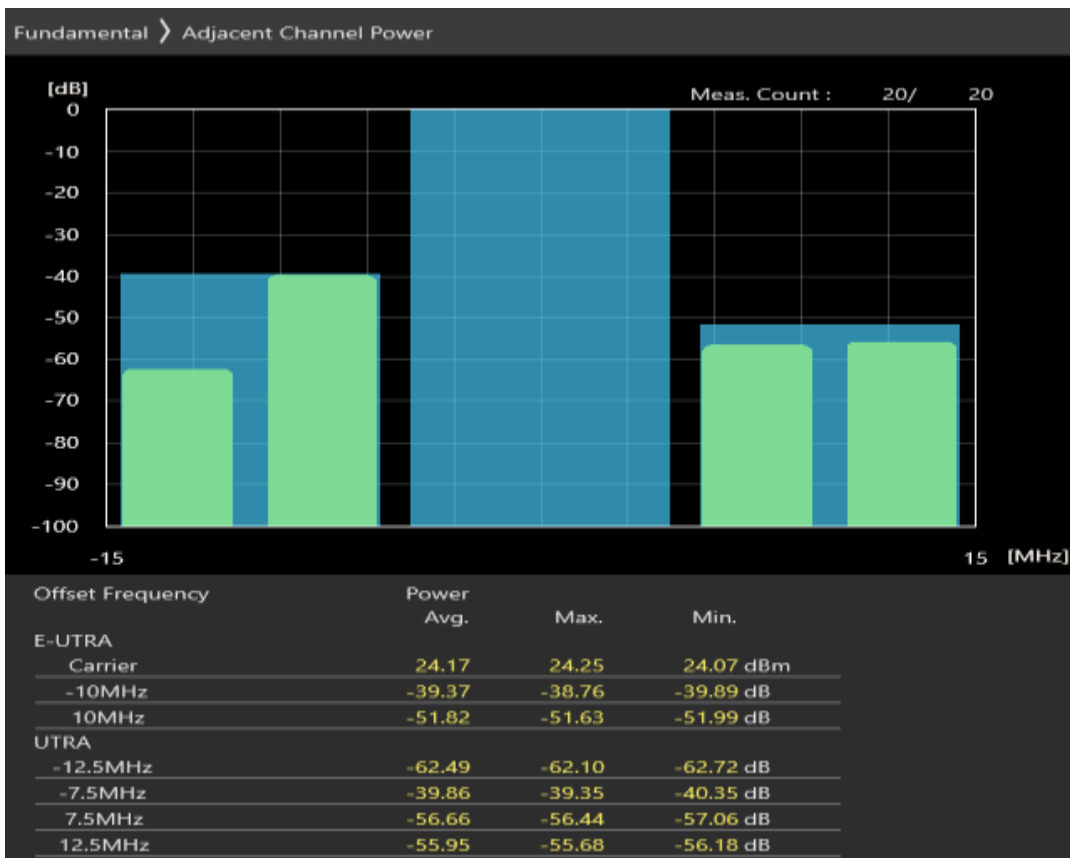 Fundamental ❯ Adjacent Channel Power
[dB]
Meas. Count : 20/ 20
0
-10
-20
-30
-40
-50
-60
-70
-80
-90
-100
-15 15 [MHz]
Offset Frequency Power
Avg. Max. Min.
E-UTRA
Carrier 24.17 24.25 24.07 dBm
-10MHz -39.37 -38.76 -39.89 dB
10MHz -51.82 -51.63 -51.99 dB
UTRA
-12.5MHz -62.49 -62.10 -62.72 dB
-7.5MHz -39.86 -39.35 -40.35 dB
7.5MHz -56.66 -56.44 -57.06 dB
12.5MHz -55.95 -55.68 -56.18 dB